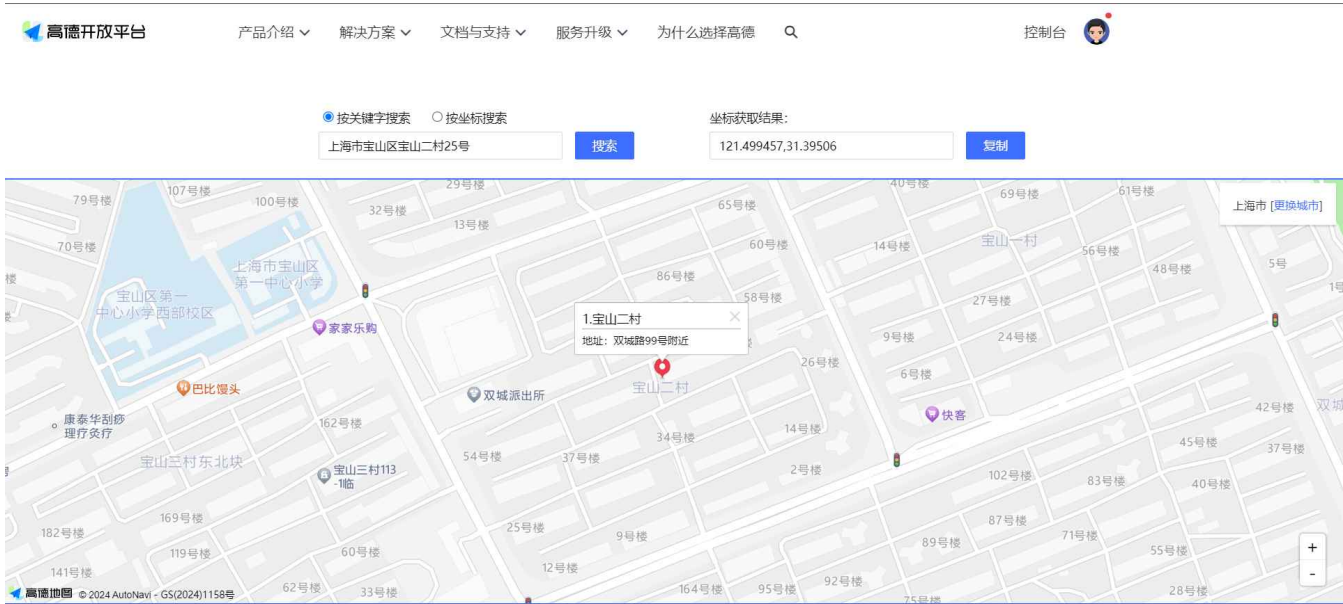 高德开放平台
产品介绍 解决方案 文档与支持 服务升级 为什么选择高德 控制台
按关键字搜索 按坐标搜索 坐标获取结果：
上海市宝山区宝山二村25号 搜索 121.499457,31.39506 复制
上海市 [更换城市]
79号楼
107号楼
100号楼
29号楼
32号楼
13号楼
65号楼
40号楼
69号楼
61号楼
70号楼
上海市宝山区
第一中心小学
60号楼
14号楼
宝山一村
56号楼
48号楼
5号
楼
宝山区第一
中心小学西部校区
86号楼
58号楼
27号楼
家家乐购
1.宝山二村
地址：双城路99号附近
9号楼
24号楼
巴比馒头
双城派出所
宝山二村
26号楼
6号楼
康泰华刮痧
理疗灸疗
162号楼
34号楼
14号楼
快客
42号楼
双城
宝山三村东北块
宝山三村113
-1临
54号楼
37号楼
2号楼
102号楼
83号楼
45号楼
37号楼
40号楼
182号楼
169号楼
25号楼
9号楼
87号楼
71号楼
119号楼
60号楼
12号楼
89号楼
55号楼
141号楼
62号楼
33号楼
164号楼
95号楼
92号楼
75号楼
28号楼
+
-
高德地图 © 2024 AutoNavi - GS(2024)1158号